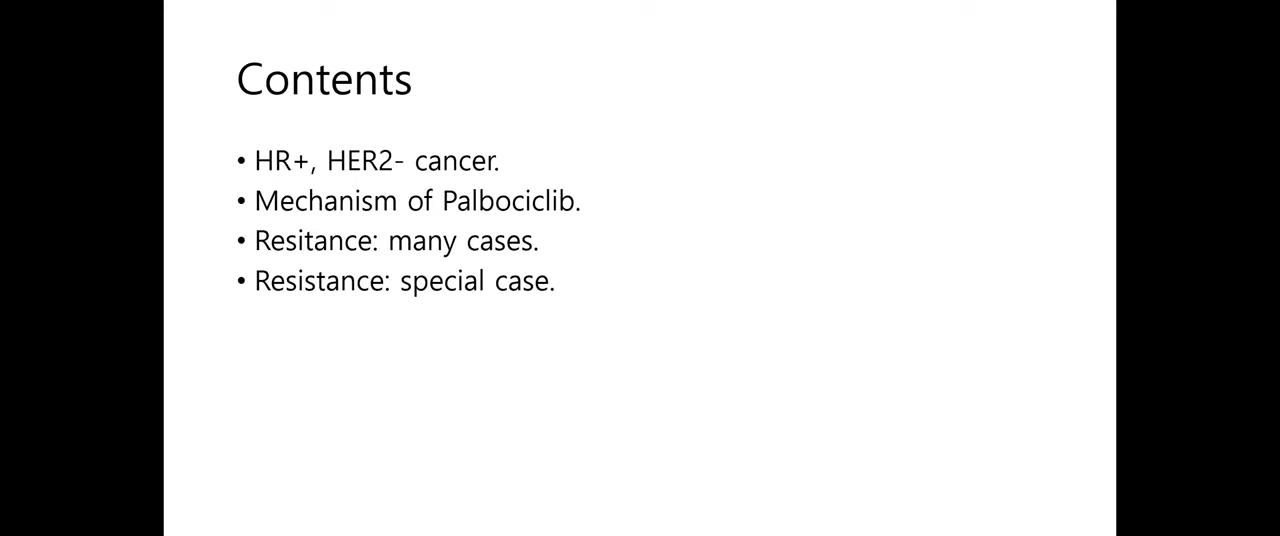 Contents
• HR+, HER2- cancer.
• Mechanism of Palbociclib.
• Resitance: many cases.
• Resistance: special case.